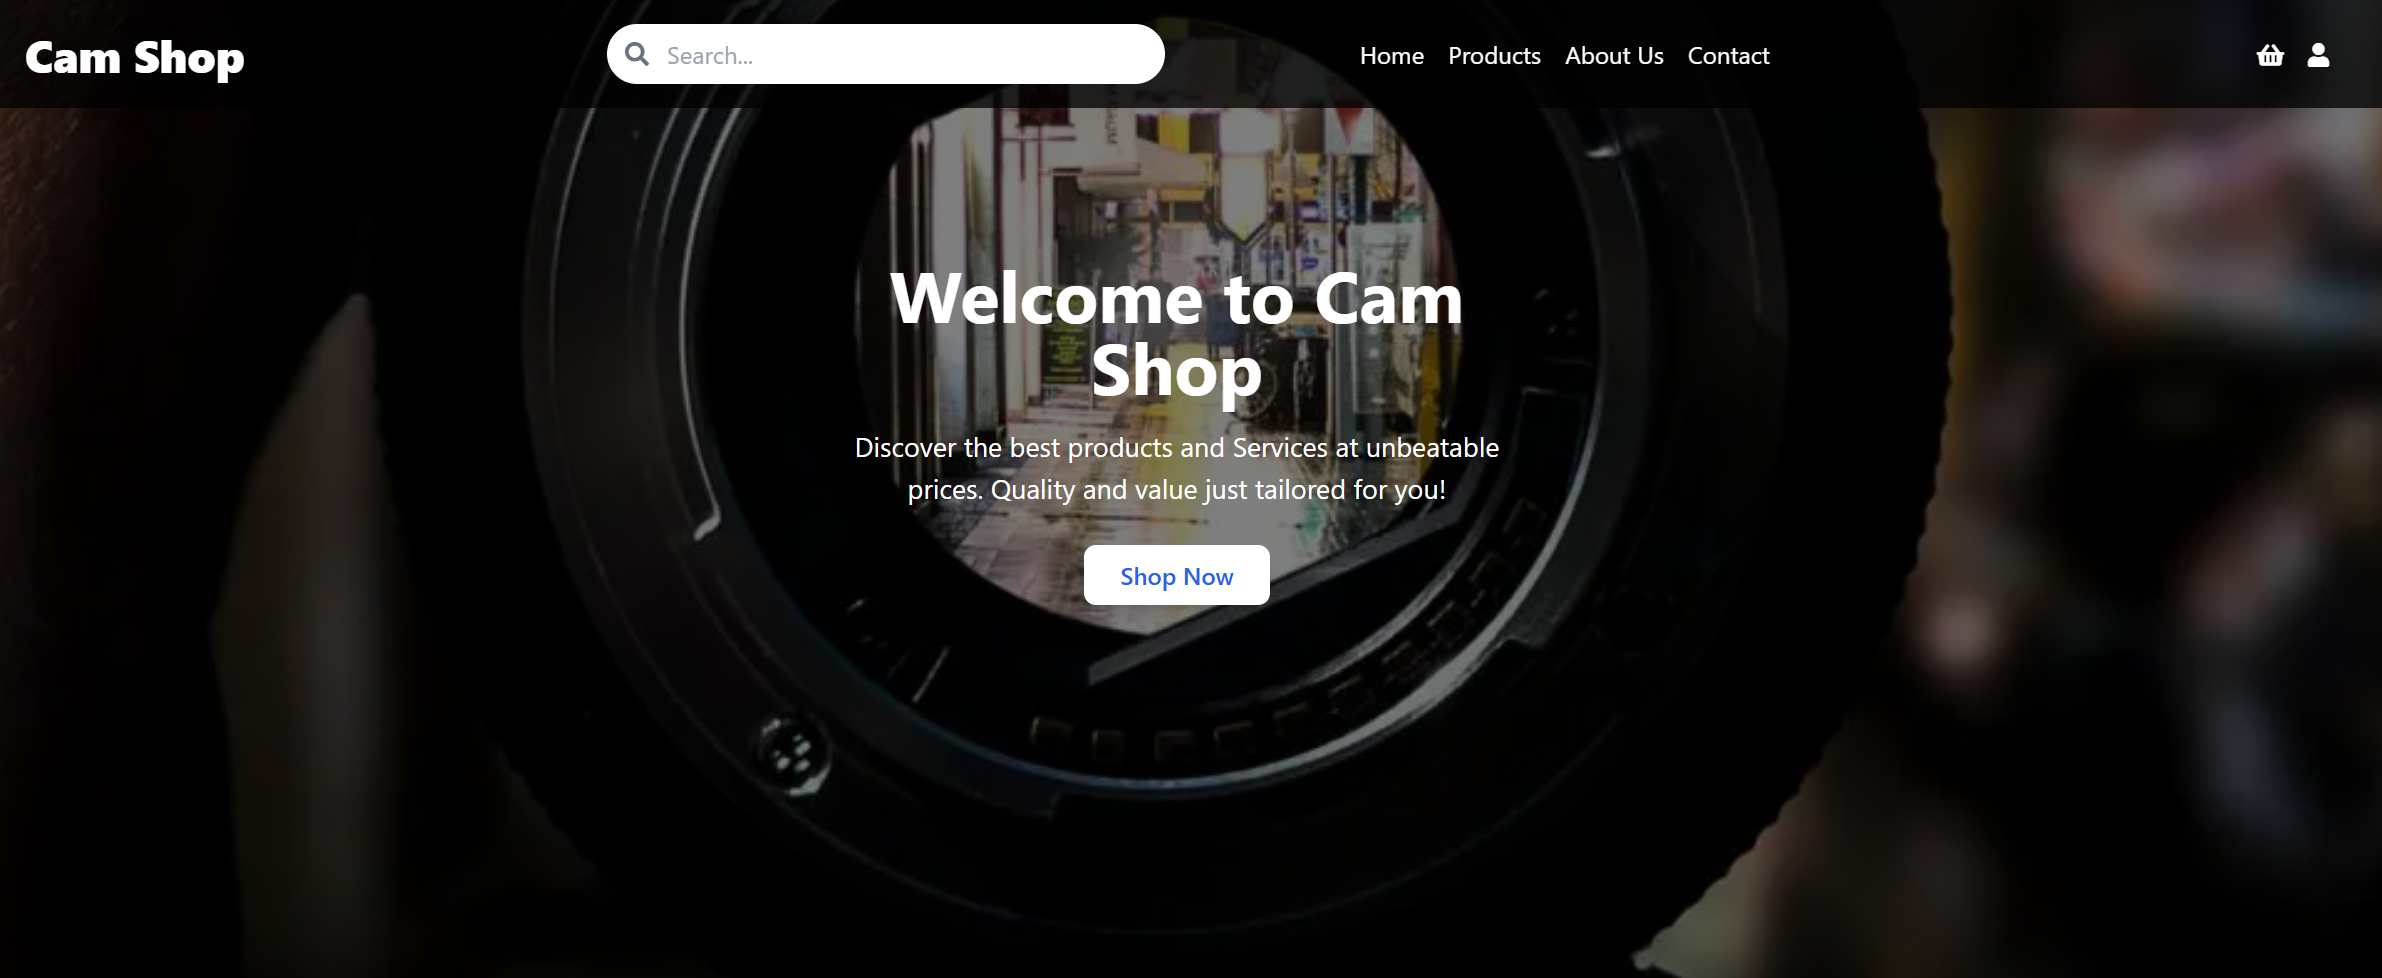 Cam Shop
Search...
Home Products About Us Contact
Welcome to Cam
Shop
Discover the best products and Services at unbeatable
prices. Quality and value just tailored for you!
Shop Now